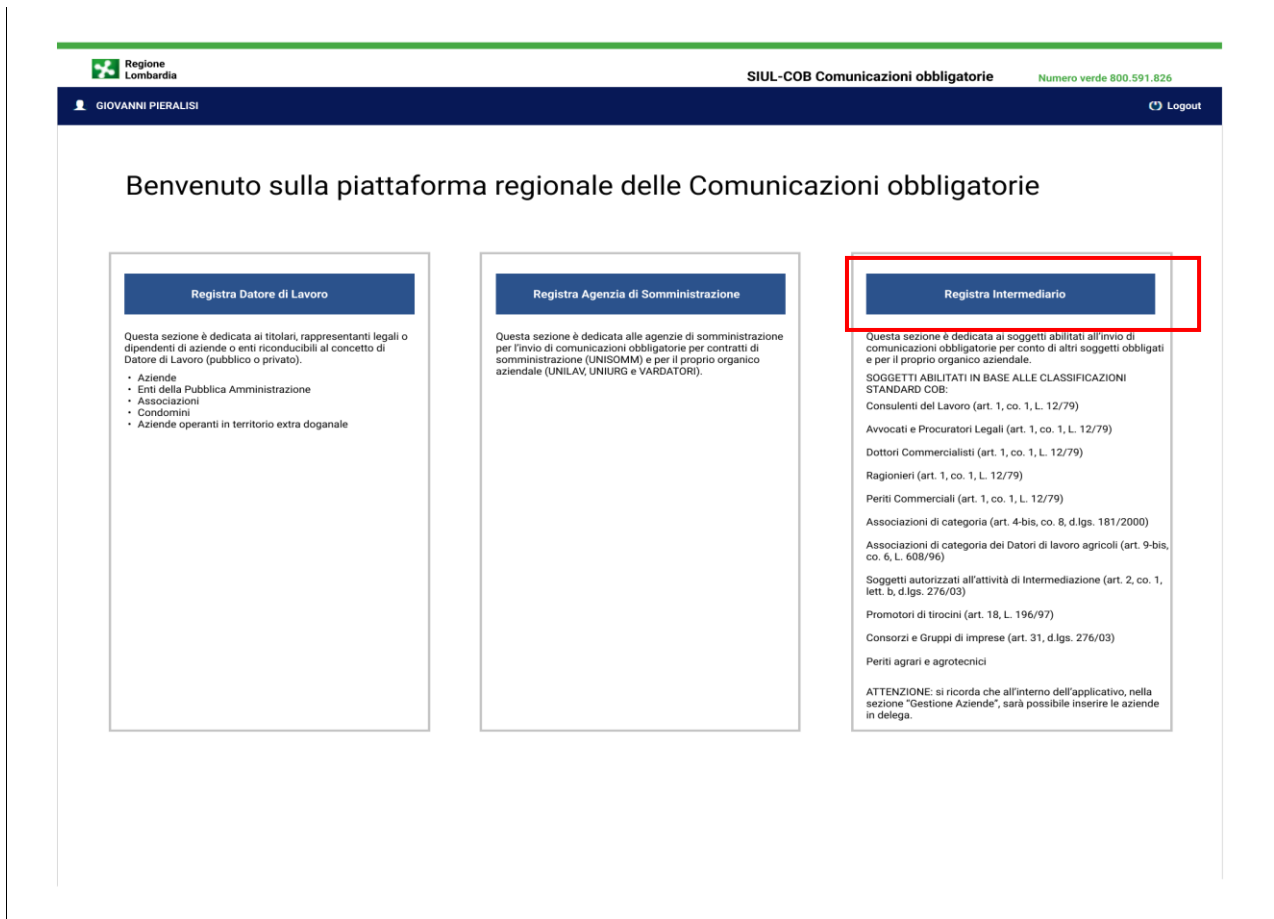 Regione
Lombardia
SIUL-COB Comunicazioni obbligatorie
Numero verde 800.591.826
GIOVANNI PIERALISI
Logout
Benvenuto sulla piattaforma regionale delle Comunicazioni obbligatorie
Registra Datore di Lavoro
Questa sezione è dedicata ai titolari, rappresentanti legali o
dipendenti di aziende o enti riconducibili al concetto di
Datore di Lavoro (pubblico o privato).
• Aziende
• Enti della Pubblica Amministrazione
• Associazioni
• Condomini
• Aziende operanti in territorio extra doganale
Registra Agenzia di Somministrazione
Questa sezione è dedicata alle agenzie di somministrazione
per l'invio di comunicazioni obbligatorie per contratti di
somministrazione (UNISOMM) e per il proprio organico
aziendale (UNILAV, UNIURG e VARDATORI).
Registra Intermediario
Questa sezione è dedicata ai soggetti abilitati all'invio di
comunicazioni obbligatorie per conto di altri soggetti obbligati
e per il proprio organico aziendale.
SOGGETTI ABILITATI IN BASE ALLE CLASSIFICAZIONI
STANDARD COB:
Consulenti del Lavoro (art. 1, co. 1, L. 12/79)
Avvocati e Procuratori Legali (art. 1, co. 1, L. 12/79)
Dottori Commercialisti (art. 1, co. 1, L. 12/79)
Ragionieri (art. 1, co. 1, L. 12/79)
Periti Commerciali (art. 1, co. 1, L. 12/79)
Associazioni di categoria (art. 4-bis, co. 8, d.lgs. 181/2000)
Associazioni di categoria dei Datori di lavoro agricoli (art. 9-bis,
co. 6, L. 608/96)
Soggetti autorizzati all'attività di Intermediazione (art. 2, co. 1,
lett. b, d.lgs. 276/03)
Promotori di tirocini (art. 18, L. 196/97)
Consorzi e Gruppi di imprese (art. 31, d.lgs. 276/03)
Periti agrari e agrotecnici
ATTENZIONE: si ricorda che all'interno dell'applicativo, nella
sezione "Gestione Aziende", sarà possibile inserire le aziende
in delega.